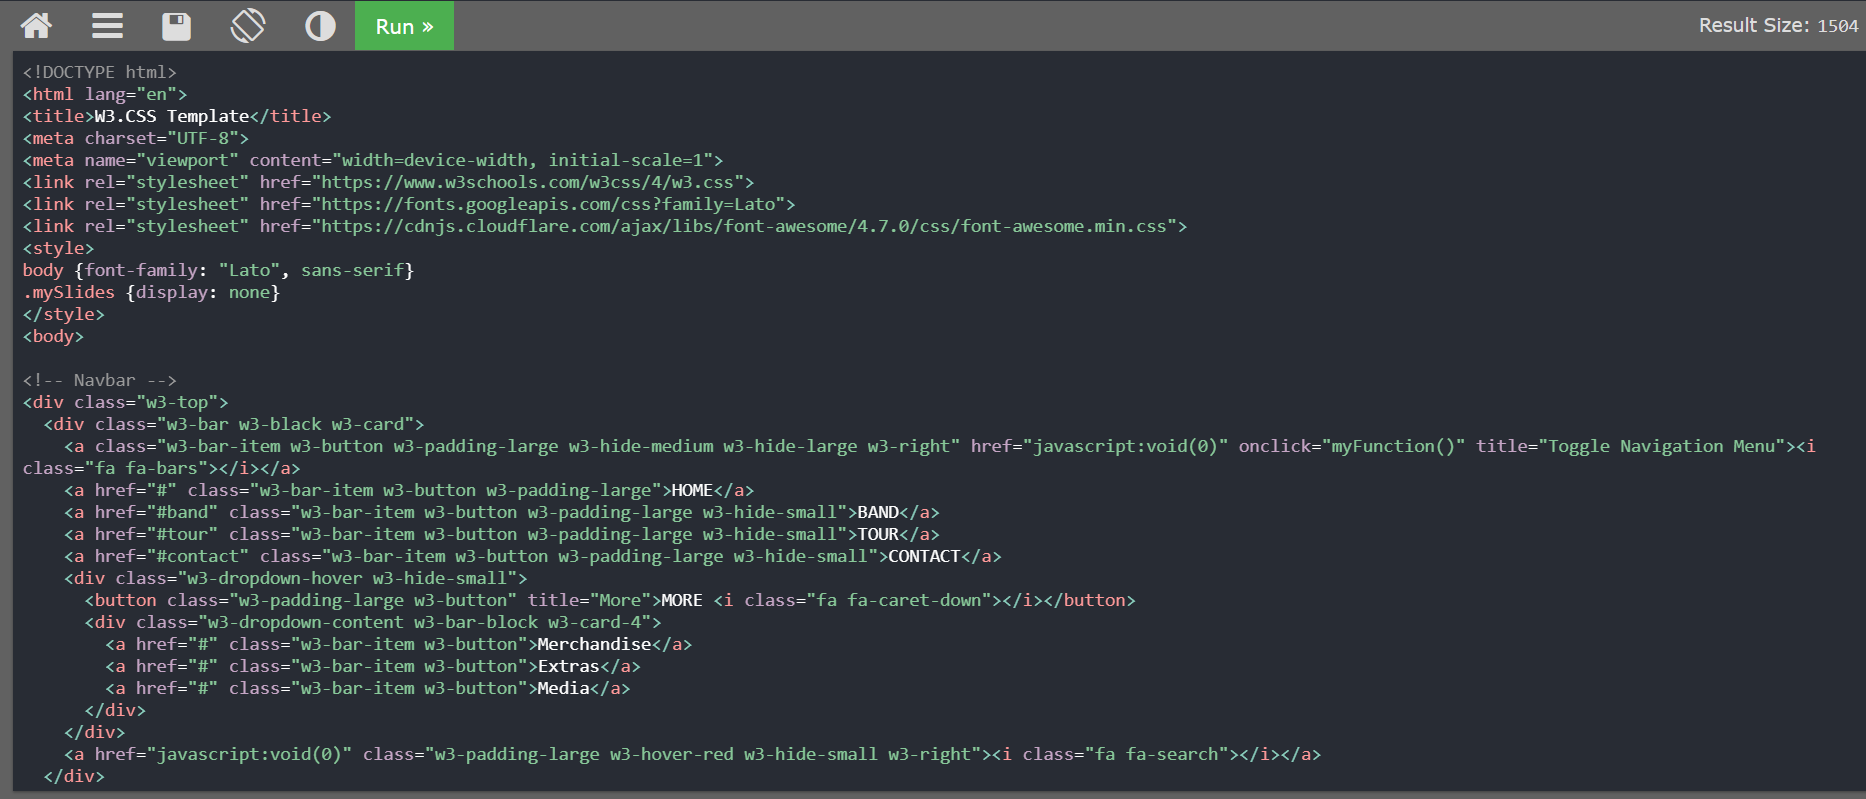 Run »
Result Size: 1504
<!DOCTYPE html>
<html lang="en">
<title>W3.CSS Template</title>
<meta charset="UTF-8">
<meta name="viewport" content="width=device-width, initial-scale=1">
<link rel="stylesheet" href="https://www.w3schools.com/w3css/4/w3.css">
<link rel="stylesheet" href="https://fonts.googleapis.com/css?family=Lato">
<link rel="stylesheet" href="https://cdnjs.cloudflare.com/ajax/libs/font-awesome/4.7.0/css/font-awesome.min.css">
<style>
body {font-family: "Lato", sans-serif}
.mySlides {display: none}
</style>
<body>
<!-- Navbar -->
<div class="w3-top">
  <div class="w3-bar w3-black w3-card">
    <a class="w3-bar-item w3-button w3-padding-large w3-hide-medium w3-hide-large w3-right" href="javascript:void(0)" onclick="myFunction()" title="Toggle Navigation Menu"><i
class="fa fa-bars"></i></a>
    <a href="#" class="w3-bar-item w3-button w3-padding-large">HOME</a>
    <a href="#band" class="w3-bar-item w3-button w3-padding-large w3-hide-small">BAND</a>
    <a href="#tour" class="w3-bar-item w3-button w3-padding-large w3-hide-small">TOUR</a>
    <a href="#contact" class="w3-bar-item w3-button w3-padding-large w3-hide-small">CONTACT</a>
    <div class="w3-dropdown-hover w3-hide-small">
      <button class="w3-padding-large w3-button" title="More">MORE <i class="fa fa-caret-down"></i></button>
      <div class="w3-dropdown-content w3-bar-block w3-card-4">
        <a href="#" class="w3-bar-item w3-button">Merchandise</a>
        <a href="#" class="w3-bar-item w3-button">Extras</a>
        <a href="#" class="w3-bar-item w3-button">Media</a>
      </div>
    </div>
    <a href="javascript:void(0)" class="w3-padding-large w3-hover-red w3-hide-small w3-right"><i class="fa fa-search"></i></a>
  </div>